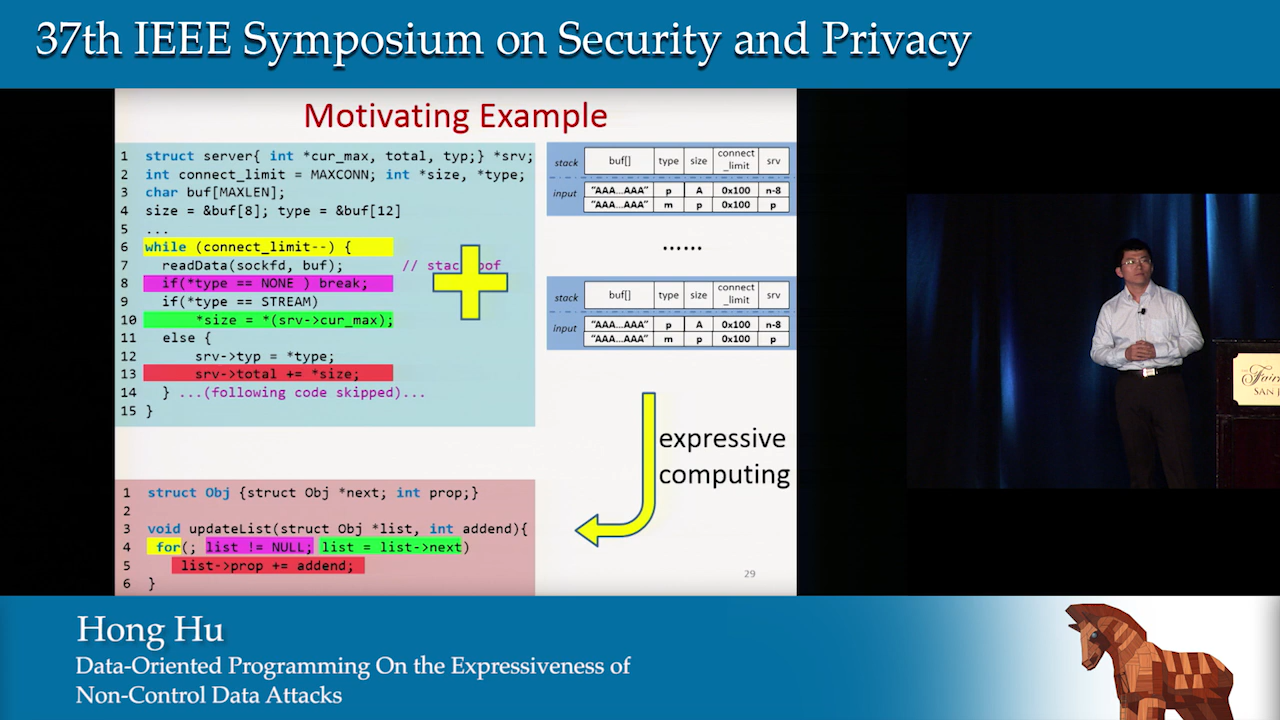 37th IEEE Symposium on Security and Privacy
Motivating Example
1 struct server{ int *cur_max, total, typ;} *srv;
2 int connect_limit = MAXCONN; int *size, *type;
3 char buf[MAXLEN];
4 size = &buf[8]; type = &buf[12]
5 ...
6 while (connect_limit--) {
7 readData(sockfd, buf); // stac bof
8 if(*type == NONE ) break;
9 if(*type == STREAM)
10 *size = *(srv->cur_max);
11 else {
12 srv->typ = *type;
13 srv->total += *size;
14 } ...(following code skipped)...
15 }
stack buf[] type size connect_limit srv
input "AAA...AAA" p A 0x100 n-8
"AAA...AAA" m p 0x100 p
......
stack buf[] type size connect_limit srv
input "AAA...AAA" p A 0x100 n-8
"AAA...AAA" m p 0x100 p
expressive
computing
1 struct Obj {struct Obj *next; int prop;}
2
3 void updateList(struct Obj *list, int addend){
4 for(; list != NULL; list = list->next)
5 list->prop += addend;
6 }
29
Fair
SAN J
Hong Hu
Data-Oriented Programming On the Expressiveness of
Non-Control Data Attacks